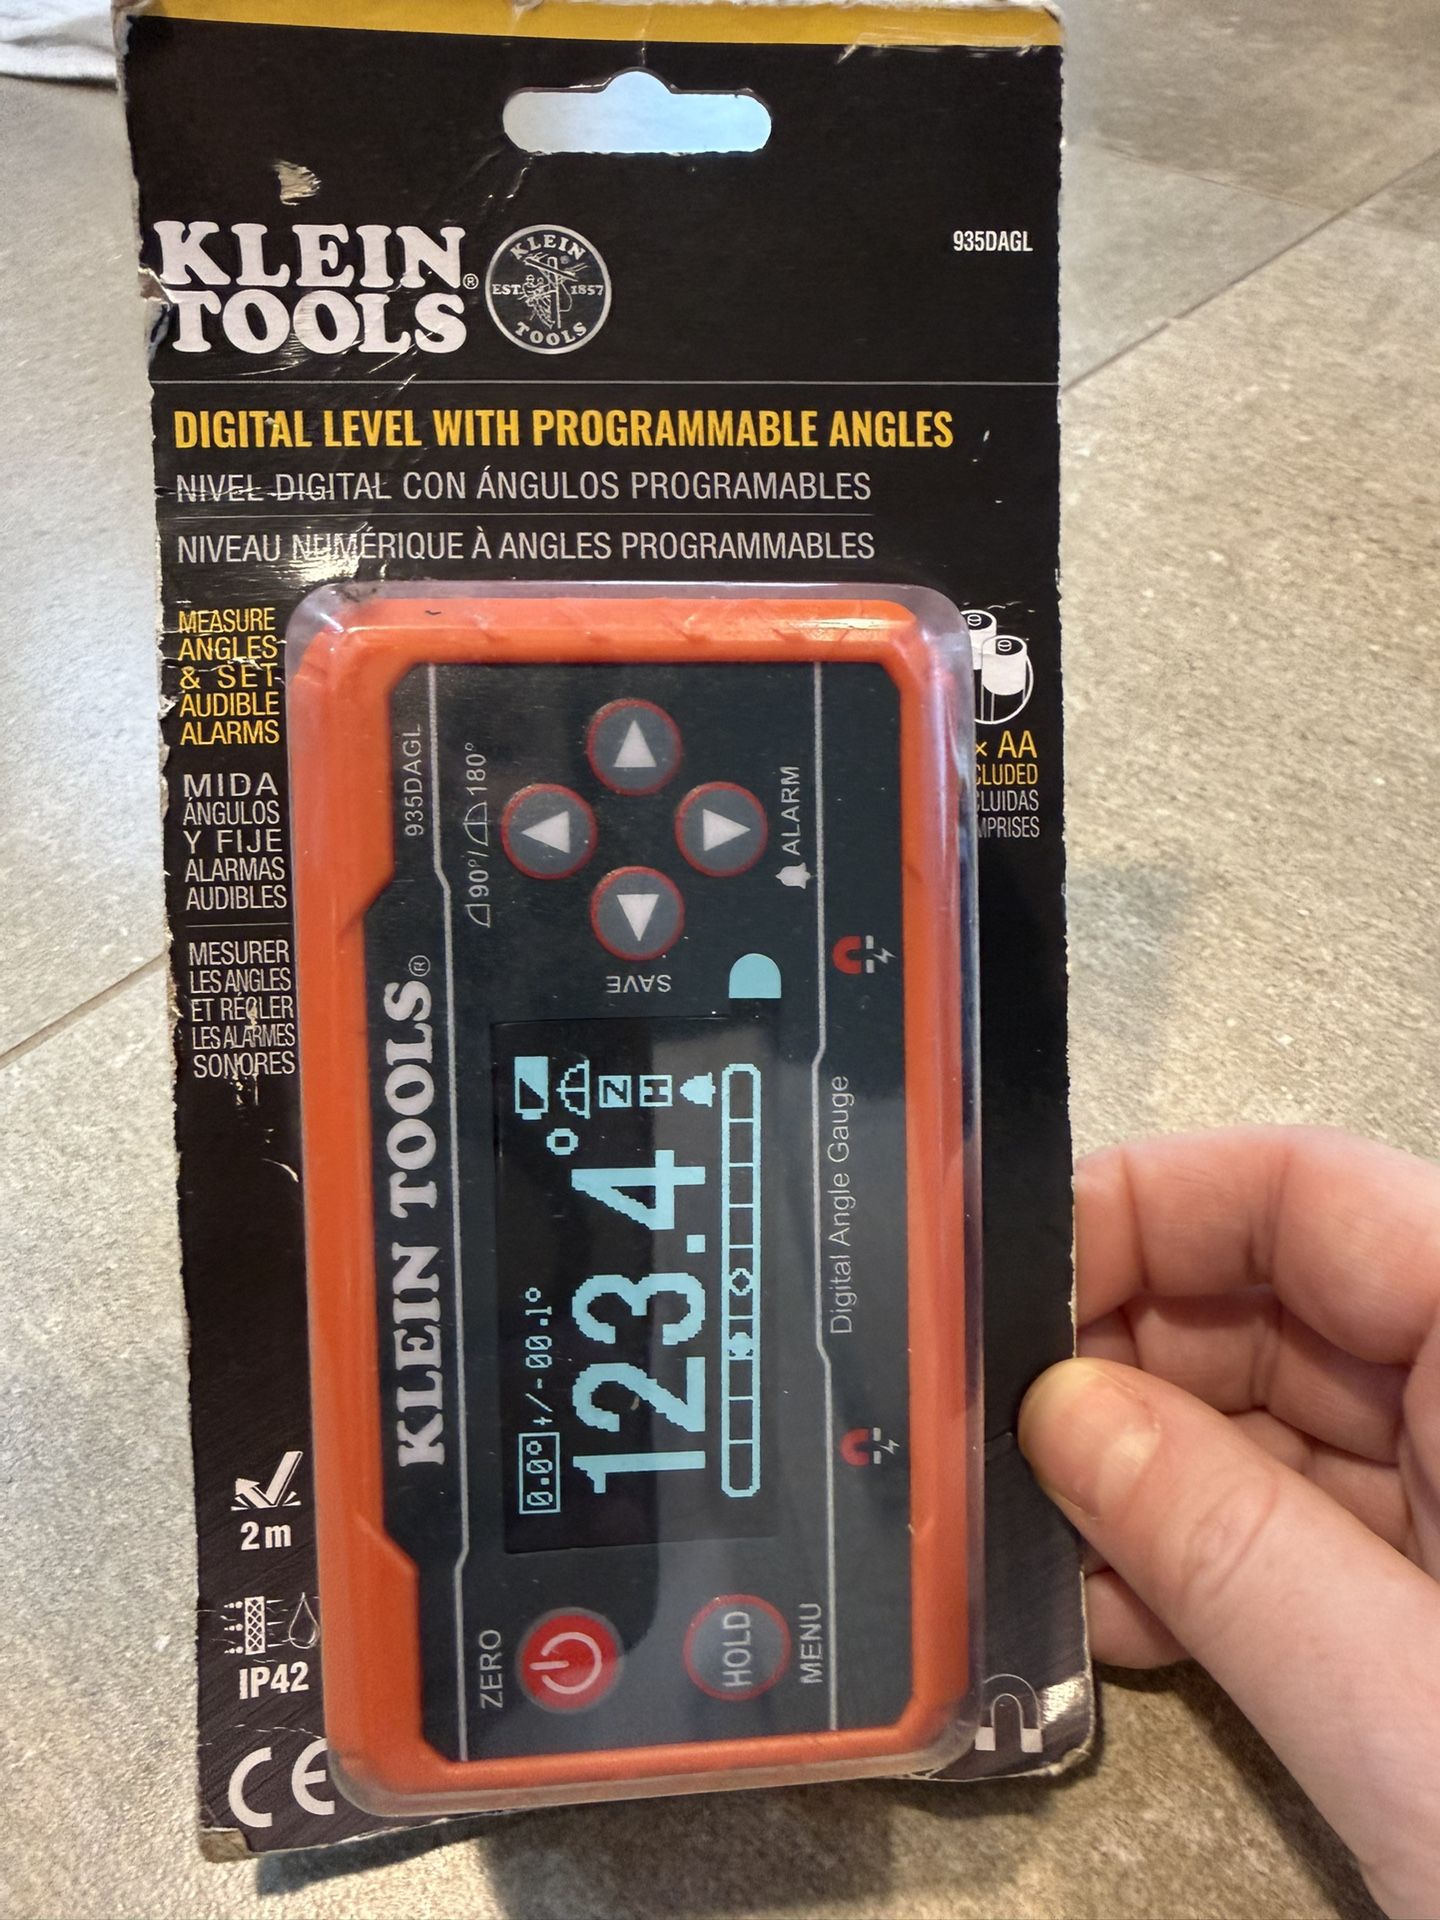 KLEIN
TOOLS®
KLEIN
®
EST. 1857
TOOLS
935DAGL
DIGITAL LEVEL WITH PROGRAMMABLE ANGLES
NIVEL DIGITAL CON ÁNGULOS PROGRAMABLES
NIVEAU NUMÉRIQUE À ANGLES PROGRAMMABLES
MEASURE
ANGLES
& SET
AUDIBLE
ALARMS
MIDA
ÁNGULOS
Y FIJE
ALARMAS
AUDIBLES
MESURER
LES ANGLES
ET RÉGLER
LES ALARMES
SONORES
× AA
CLUDED
CLUIDAS
MPRISES
2m
IP42
CE
KLEIN TOOLS®
935DAGL
90°/180°
SAVE
ALARM
0.0° +/-00.1°
123.4°
Z
H
ZERO
HOLD
MENU
Digital Angle Gauge